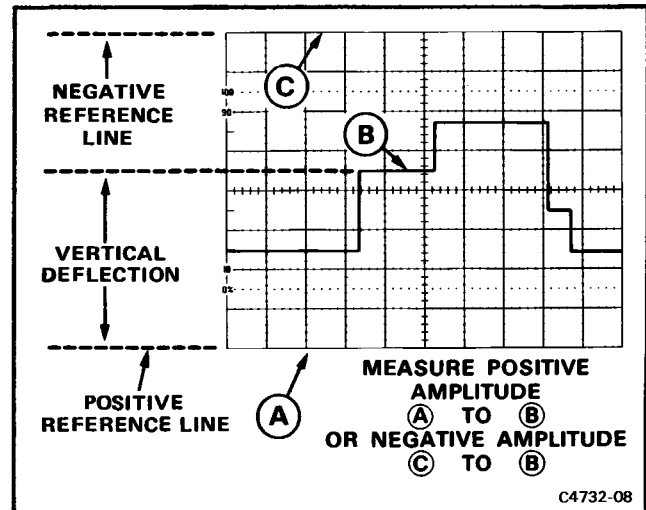 NEGATIVE
REFERENCE
LINE
VERTICAL
DEFLECTION
POSITIVE
REFERENCE LINE
C
B
A
100
90
10
0%
MEASURE POSITIVE
AMPLITUDE
A TO B
OR NEGATIVE AMPLITUDE
C TO B
C4732-08